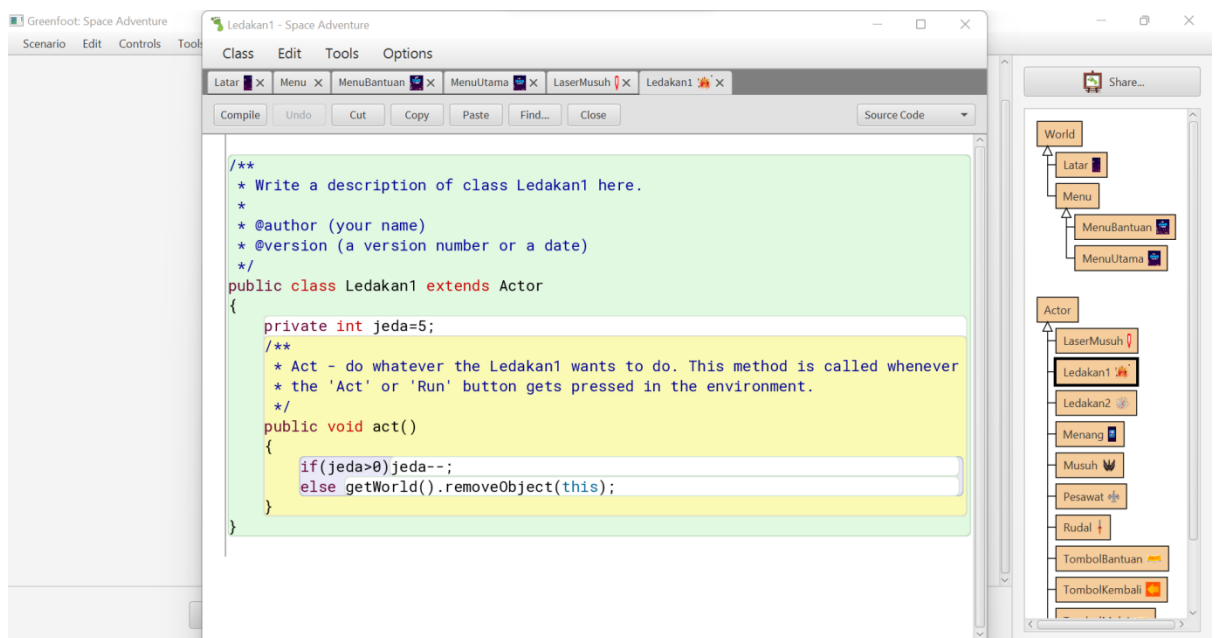 Greenfoot: Space Adventure
Scenario Edit Controls Tools
Ledakan1 - Space Adventure
Class Edit Tools Options
Latar Menu MenuBantuan MenuUtama LaserMusuh Ledakan1
Compile Undo Cut Copy Paste Find... Close Source Code
/**
* Write a description of class Ledakan1 here.
*
* @author (your name)
* @version (a version number or a date)
*/
public class Ledakan1 extends Actor
{
private int jeda=5;
/**
* Act - do whatever the Ledakan1 wants to do. This method is called whenever
* the 'Act' or 'Run' button gets pressed in the environment.
*/
public void act()
{
if(jeda>0)jeda--;
else getWorld().removeObject(this);
}
}
Share...
World
Latar
Menu
MenuBantuan
MenuUtama
Actor
LaserMusuh
Ledakan1
Ledakan2
Menang
Musuh
Pesawat
Rudal
TombolBantuan
TombolKembali